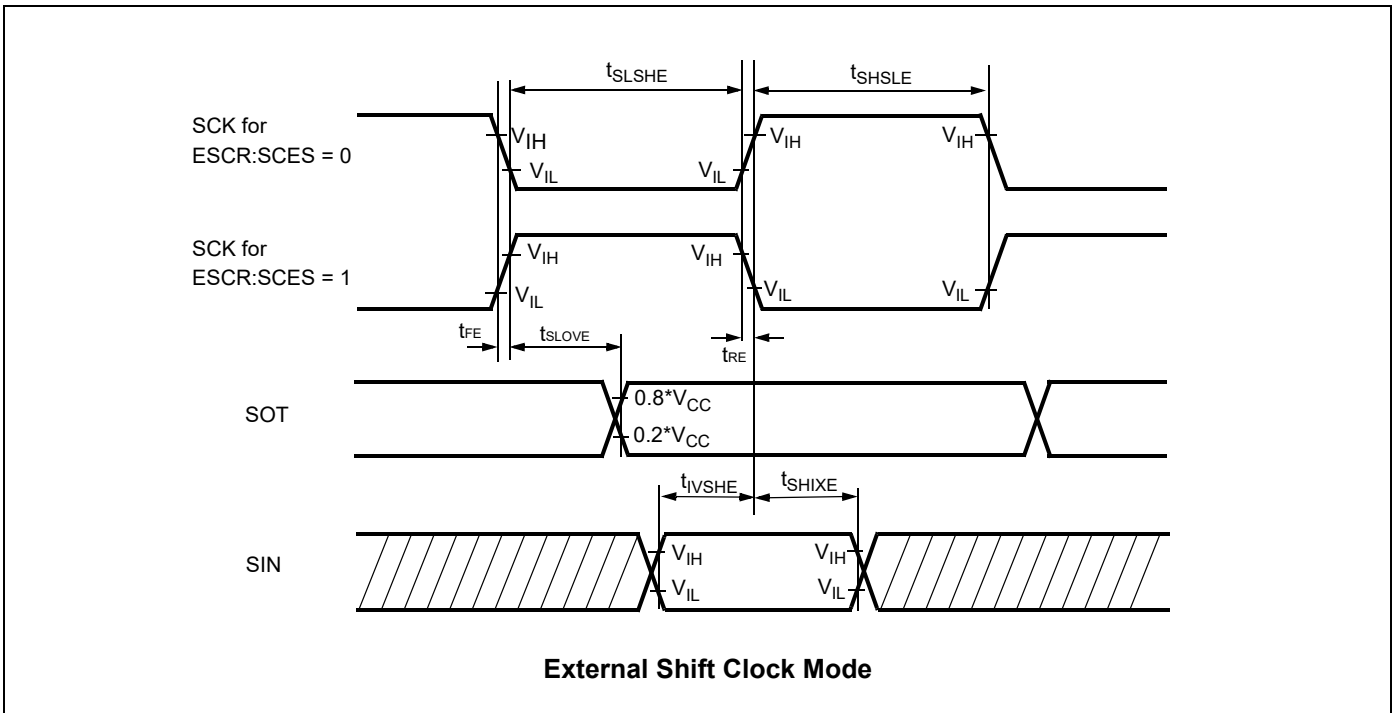 tSLSHE
tSHSLE
SCK for
ESCR:SCES = 0
VIH
VIL
VIL
VIH
VIH
SCK for
ESCR:SCES = 1
VIH
VIL
VIH
VIL
VIL
tFE
tSLOVE
tRE
SOT
0.8*VCC
0.2*VCC
tIVSHE
tSHIXE
SIN
VIH
VIL
VIH
VIL
External Shift Clock Mode